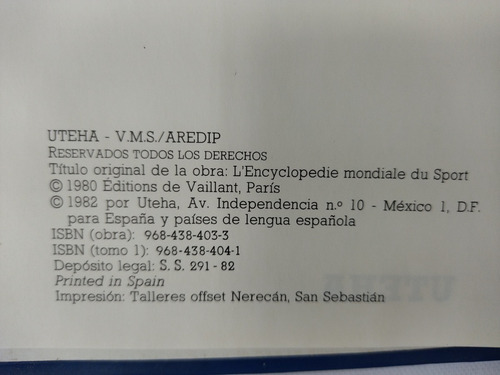 UTEHA - V.M.S./AREDIP
RESERVADOS TODOS LOS DERECHOS
Título original de la obra: L'Encyclopedie mondiale du Sport
© 1980 Éditions de Vaillant, París
© 1982 por Uteha, Av. Independencia n.º 10 - México 1, D.F.
para España y países de lengua española
ISBN (obra): 968-438-403-3
ISBN (tomo 1): 968-438-404-1
Depósito legal: S. S. 291 - 82
Printed in Spain
Impresión: Talleres offset Nerecán, San Sebastián
UTEHA